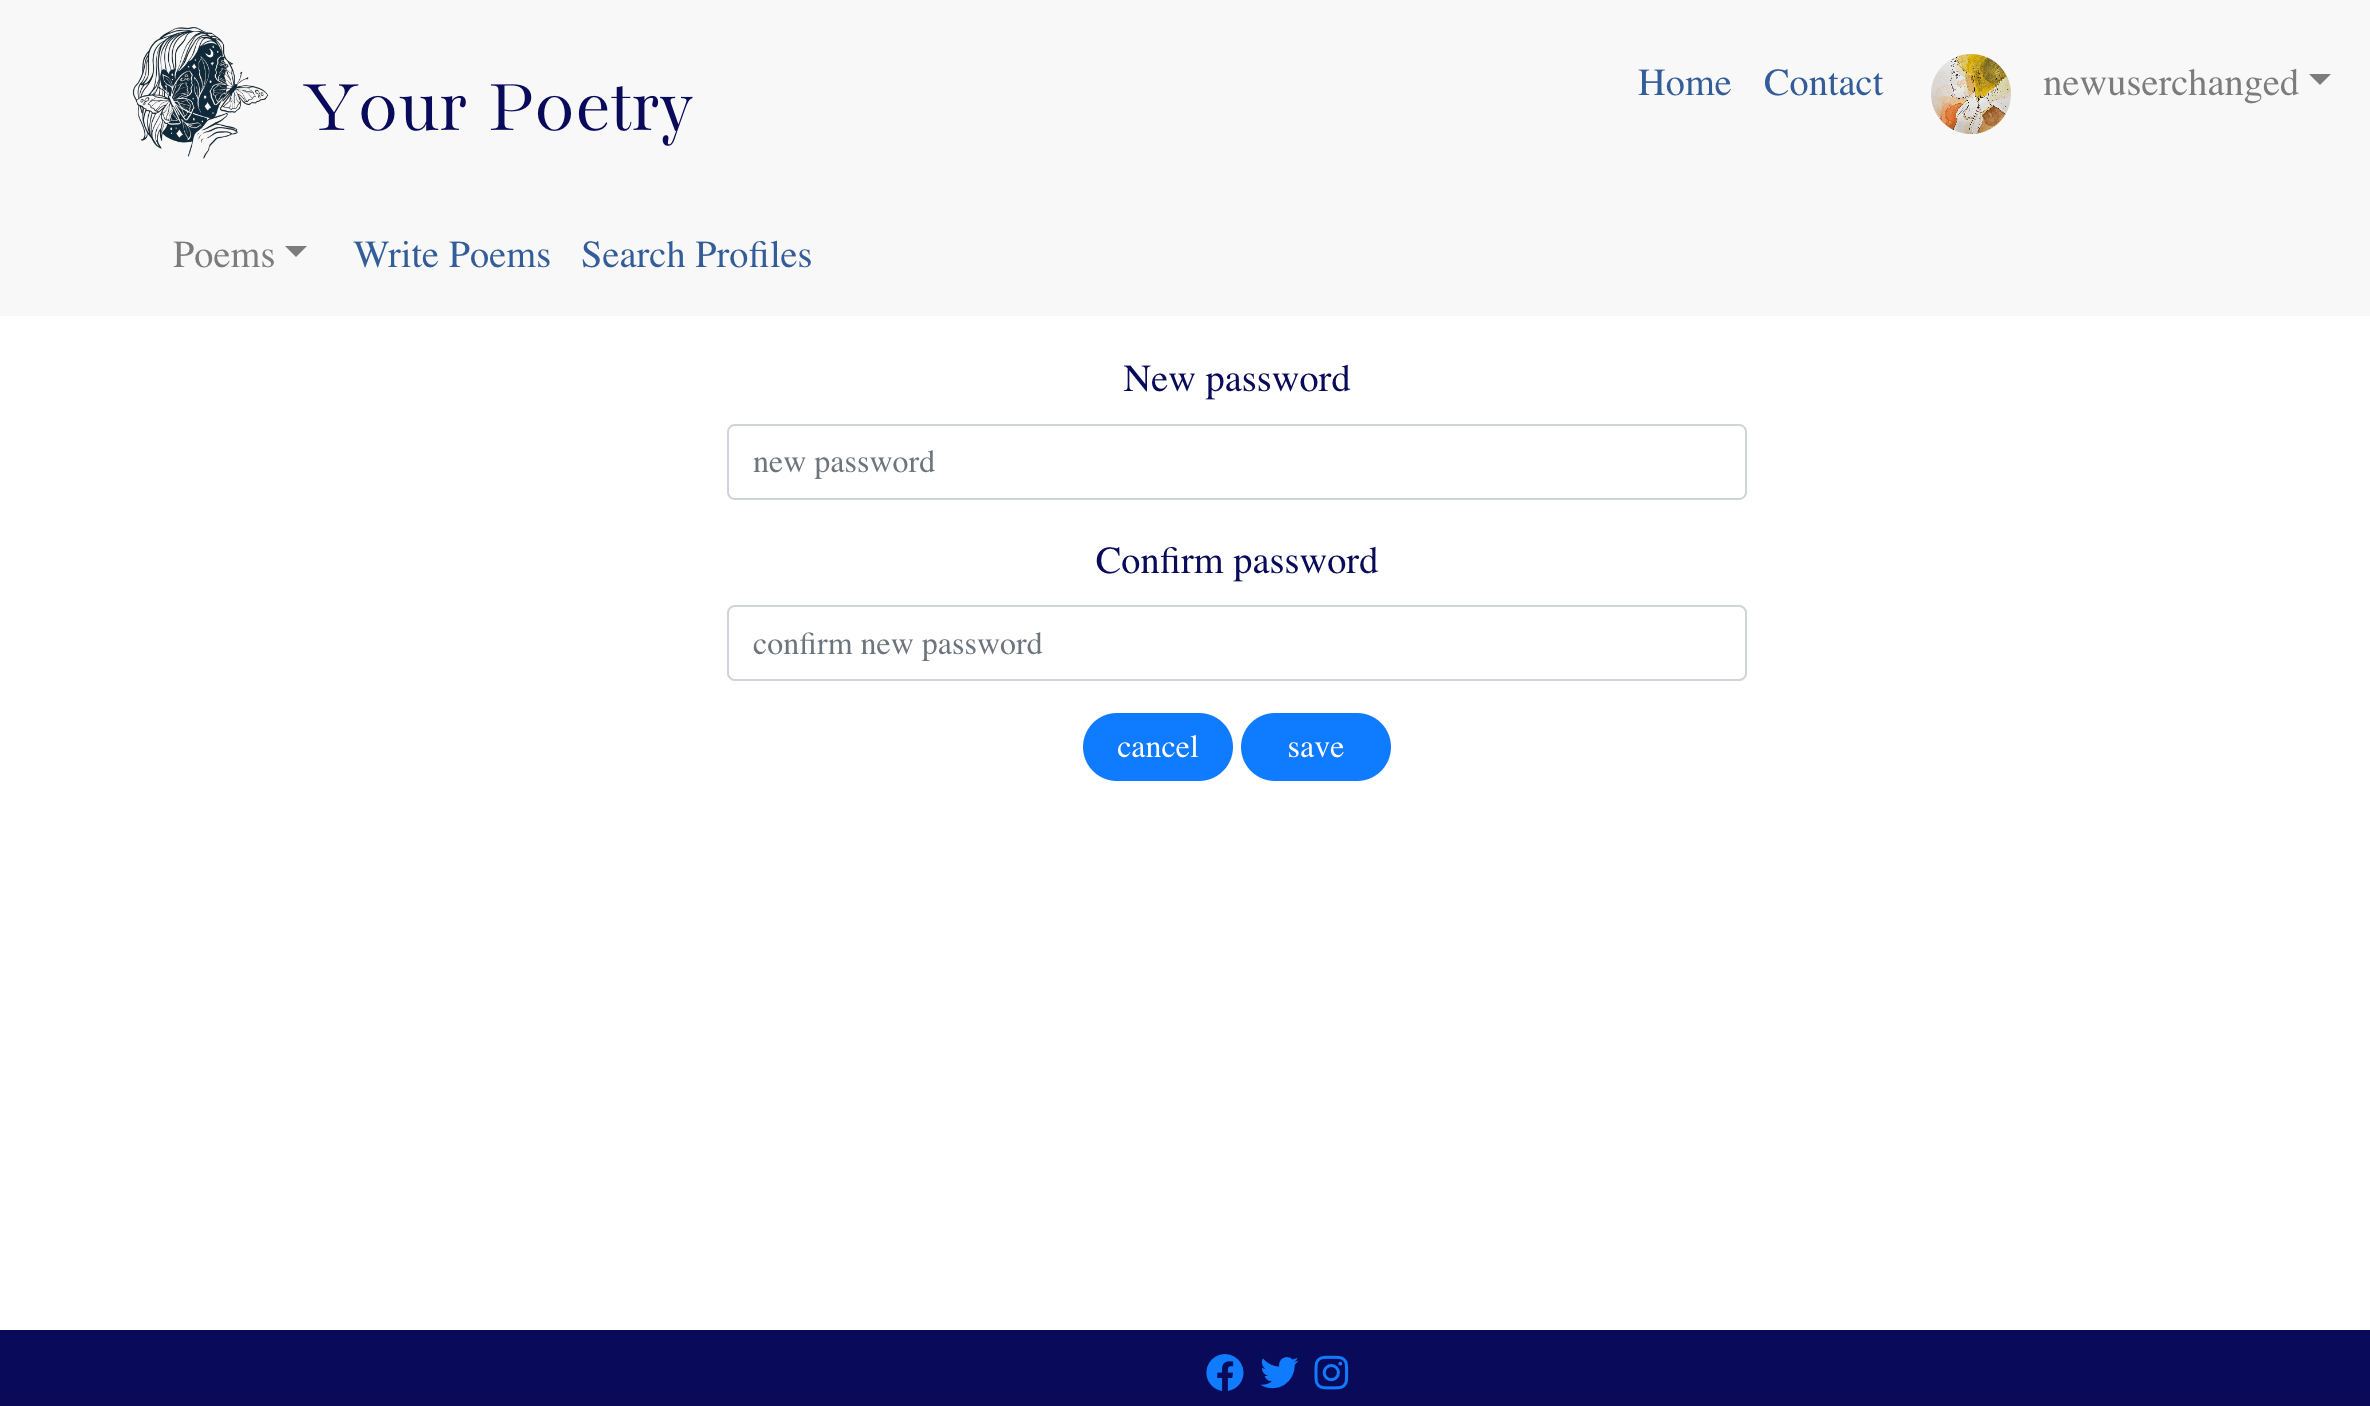 Your Poetry
Home Contact newuserchanged
Poems Write Poems Search Profiles
New password
new password
Confirm password
confirm new password
cancel save